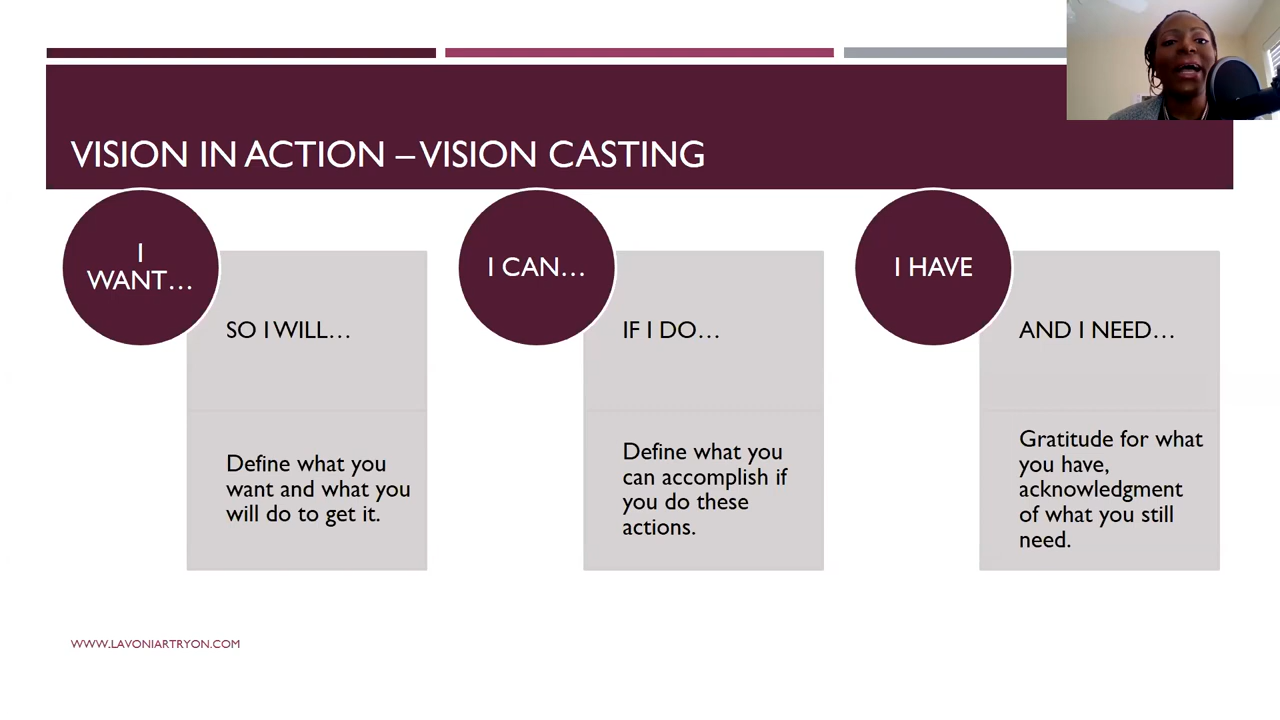 VISION IN ACTION – VISION CASTING
I
WANT…
SO I WILL…
Define what you
want and what you
will do to get it.
I CAN…
IF I DO…
Define what you
can accomplish if
you do these
actions.
I HAVE
AND I NEED…
Gratitude for what
you have,
acknowledgment
of what you still
need.
WWW.LAVONIARTRYON.COM